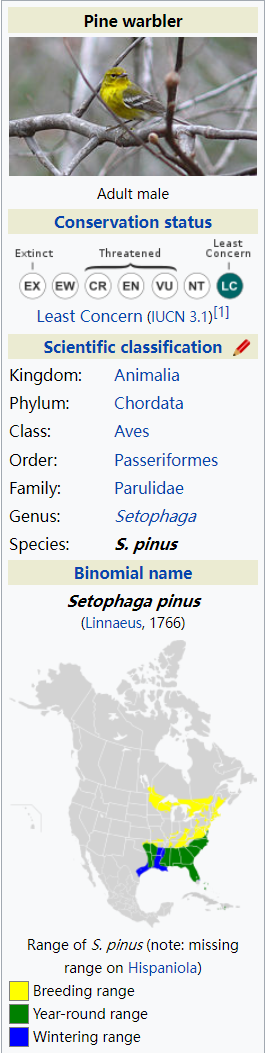 Pine warbler
Adult male
Conservation status
Extinct Threatened Least Concern
EX EW CR EN VU NT LC
Least Concern (IUCN 3.1)[1]
Scientific classification
Kingdom: Animalia
Phylum: Chordata
Class: Aves
Order: Passeriformes
Family: Parulidae
Genus: Setophaga
Species: S. pinus
Binomial name
Setophaga pinus
(Linnaeus, 1766)
Range of S. pinus (note: missing
range on Hispaniola)
Breeding range
Year-round range
Wintering range